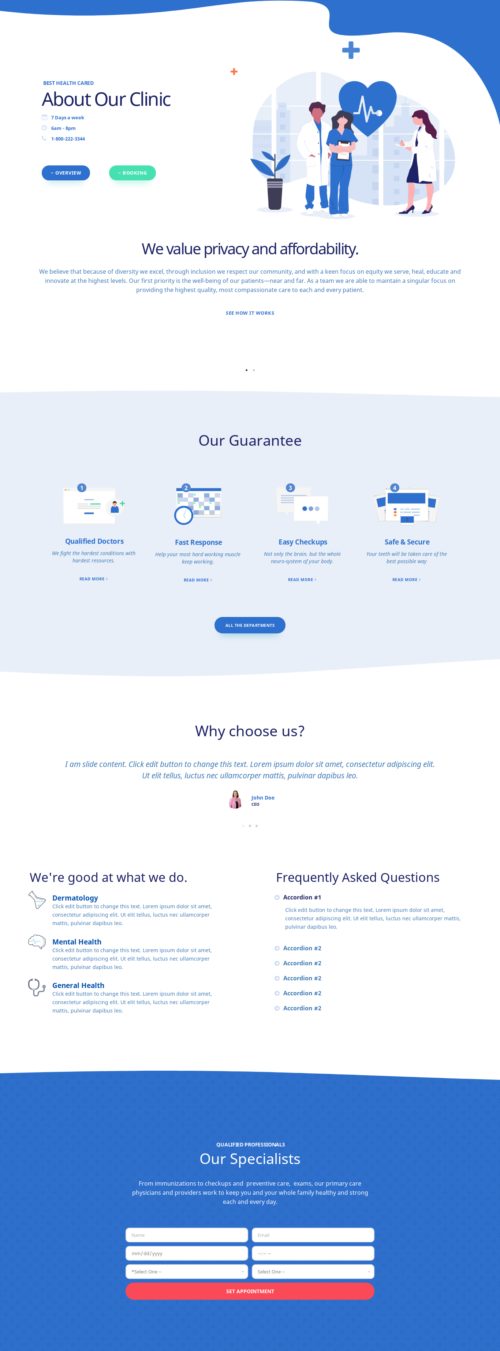 BEST HEALTH CARED
About Our Clinic
7 Days a week
6am - 8pm
1-800-222-3344
OVERVIEW
BOOKING
We value privacy and affordability.
We believe that because of diversity we excel, through inclusion we respect our community, and with a keen focus on equity we serve, heal, educate and
innovate at the highest levels. Our first priority is the well-being of our patients—near and far. As a team we are able to maintain a singular focus on
providing the highest quality, most compassionate care to each and every patient.
SEE HOW IT WORKS
Our Guarantee
1
2
3
4
Qualified Doctors
We fight the hardest conditions with
hardest resources.
READ MORE
Fast Response
Help your most hard working muscle
keep working.
READ MORE
Easy Checkups
Not only the brain, but the whole
neuro-system of your body.
READ MORE
Safe & Secure
Your teeth will be taken care of the
best possible way
READ MORE
ALL THE DEPARTMENTS
Why choose us?
I am slide content. Click edit button to change this text. Lorem ipsum dolor sit amet, consectetur adipiscing elit.
Ut elit tellus, luctus nec ullamcorper mattis, pulvinar dapibus leo.
John Doe
CEO
We're good at what we do.
Dermatology
Click edit button to change this text. Lorem ipsum dolor sit amet,
consectetur adipiscing elit. Ut elit tellus, luctus nec ullamcorper
mattis, pulvinar dapibus leo.
Mental Health
Click edit button to change this text. Lorem ipsum dolor sit amet,
consectetur adipiscing elit. Ut elit tellus, luctus nec ullamcorper
mattis, pulvinar dapibus leo.
General Health
Click edit button to change this text. Lorem ipsum dolor sit amet,
consectetur adipiscing elit. Ut elit tellus, luctus nec ullamcorper
mattis, pulvinar dapibus leo.
Frequently Asked Questions
Accordion #1
Click edit button to change this text. Lorem ipsum dolor sit amet,
consectetur adipiscing elit. Ut elit tellus, luctus nec ullamcorper mattis,
pulvinar dapibus leo.
Accordion #2
Accordion #2
Accordion #2
Accordion #2
Accordion #2
QUALIFIED PROFESSIONALS
Our Specialists
From immunizations to checkups and preventive care, exams, our primary care
physicians and providers work to keep you and your whole family healthy and strong
each and every day.
Name
Email
mm/dd/yyyy
--:-- --
*Select One –
Select One –
SET APPOINTMENT